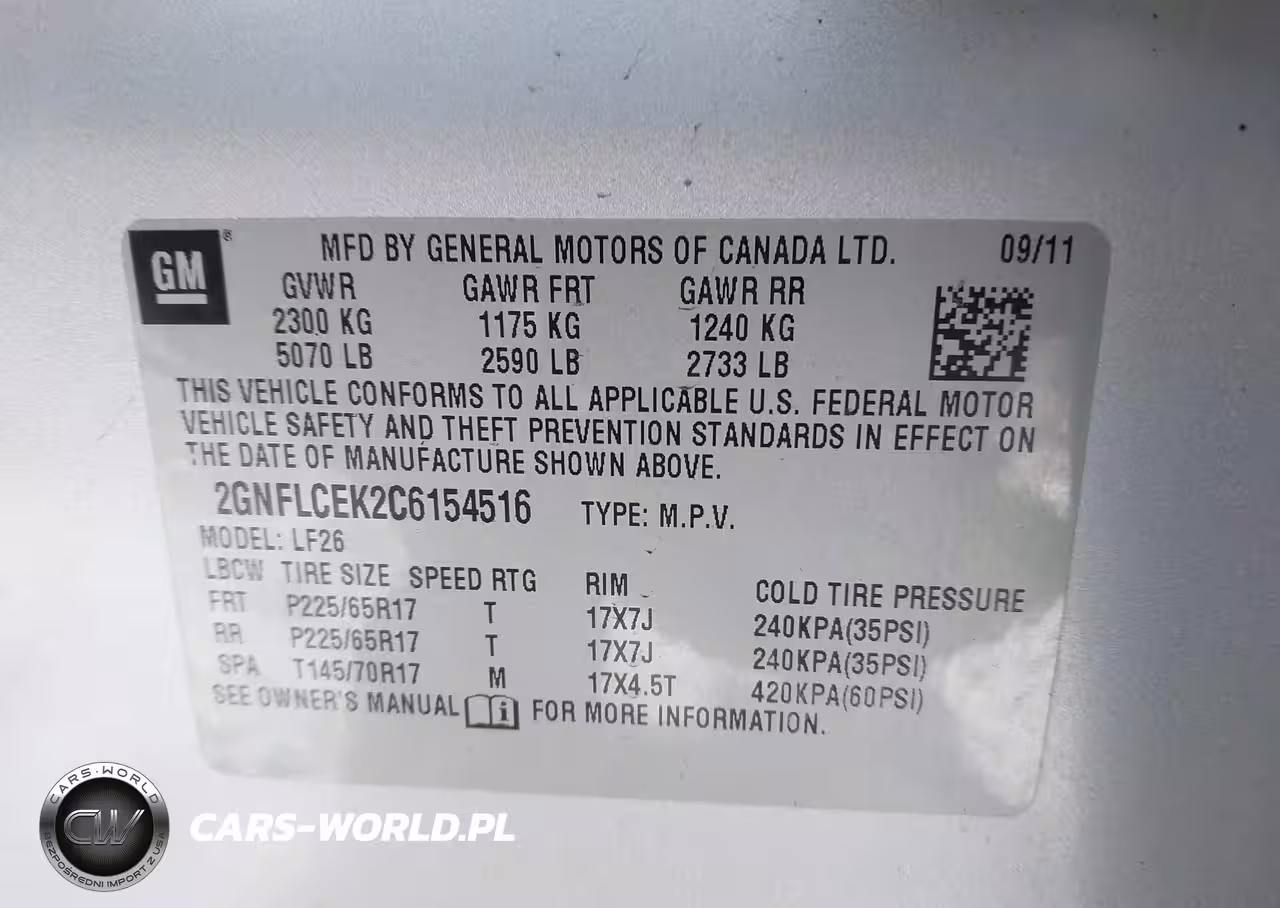 GM®
MFD BY GENERAL MOTORS OF CANADA LTD. 09/11
GVWR GAWR FRT GAWR RR
2300 KG 1175 KG 1240 KG
5070 LB 2590 LB 2733 LB
THIS VEHICLE CONFORMS TO ALL APPLICABLE U.S. FEDERAL MOTOR
VEHICLE SAFETY AND THEFT PREVENTION STANDARDS IN EFFECT ON
THE DATE OF MANUFACTURE SHOWN ABOVE.
2GNFLCEK2C6154516 TYPE: M.P.V.
MODEL: LF26
LBCW TIRE SIZE SPEED RTG RIM COLD TIRE PRESSURE
FRT P225/65R17 T 17X7J 240KPA(35PSI)
RR P225/65R17 T 17X7J 240KPA(35PSI)
SPA T145/70R17 M 17X4.5T 420KPA(60PSI)
SEE OWNER'S MANUAL i FOR MORE INFORMATION.
CARS-WORLD
CW
BEZPOŚREDNI IMPORT Z USA
CARS-WORLD.PL